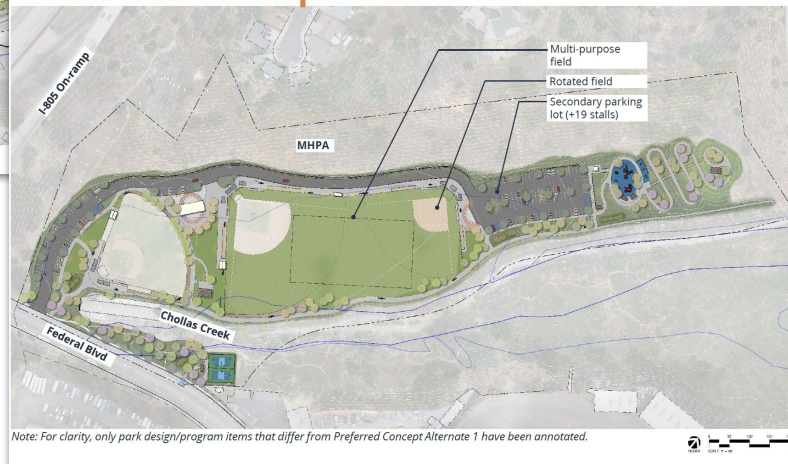 I-805 On-ramp
Multi-purpose
field
Rotated field
Secondary parking
lot (+19 stalls)
MHPA
Chollas Creek
Federal Blvd
Note: For clarity, only park design/program items that differ from Preferred Concept Alternate 1 have been annotated.